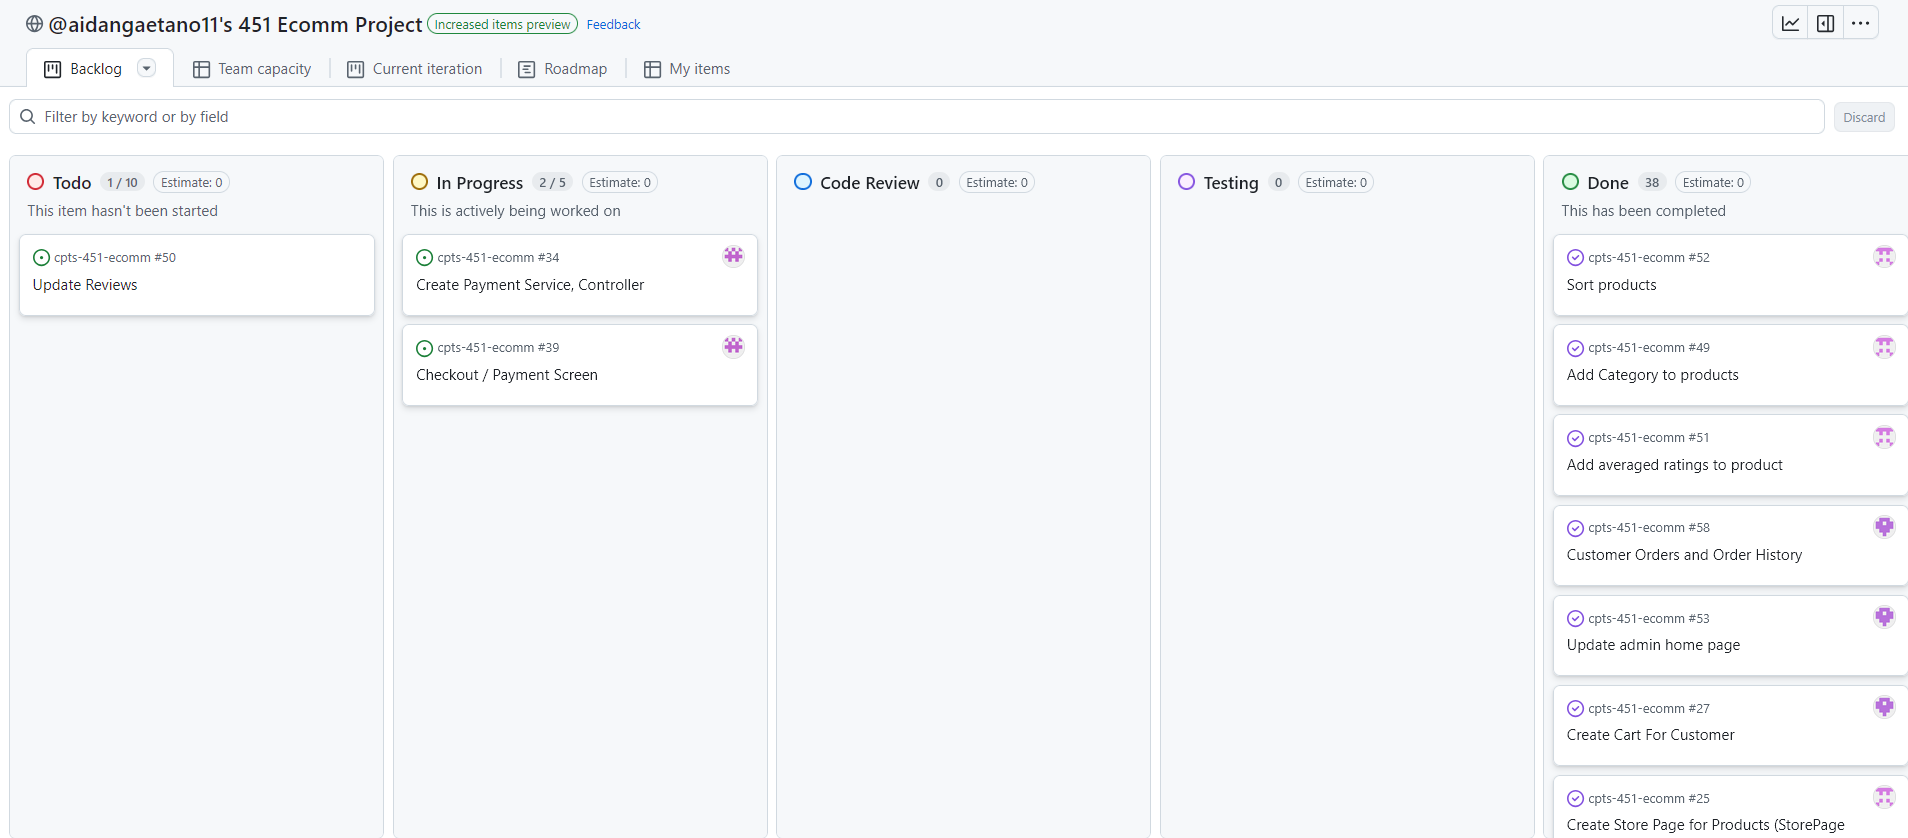 @aidangaetano11's 451 Ecomm Project Increased items preview Feedback
Backlog Team capacity Current iteration Roadmap My items
Filter by keyword or by field Discard
Todo 1 / 10 Estimate: 0
This item hasn't been started
cpts-451-ecomm #50
Update Reviews
In Progress 2 / 5 Estimate: 0
This is actively being worked on
cpts-451-ecomm #34
Create Payment Service, Controller
cpts-451-ecomm #39
Checkout / Payment Screen
Code Review 0 Estimate: 0
Testing 0 Estimate: 0
Done 38 Estimate: 0
This has been completed
cpts-451-ecomm #52
Sort products
cpts-451-ecomm #49
Add Category to products
cpts-451-ecomm #51
Add averaged ratings to product
cpts-451-ecomm #58
Customer Orders and Order History
cpts-451-ecomm #53
Update admin home page
cpts-451-ecomm #27
Create Cart For Customer
cpts-451-ecomm #25
Create Store Page for Products (StorePage